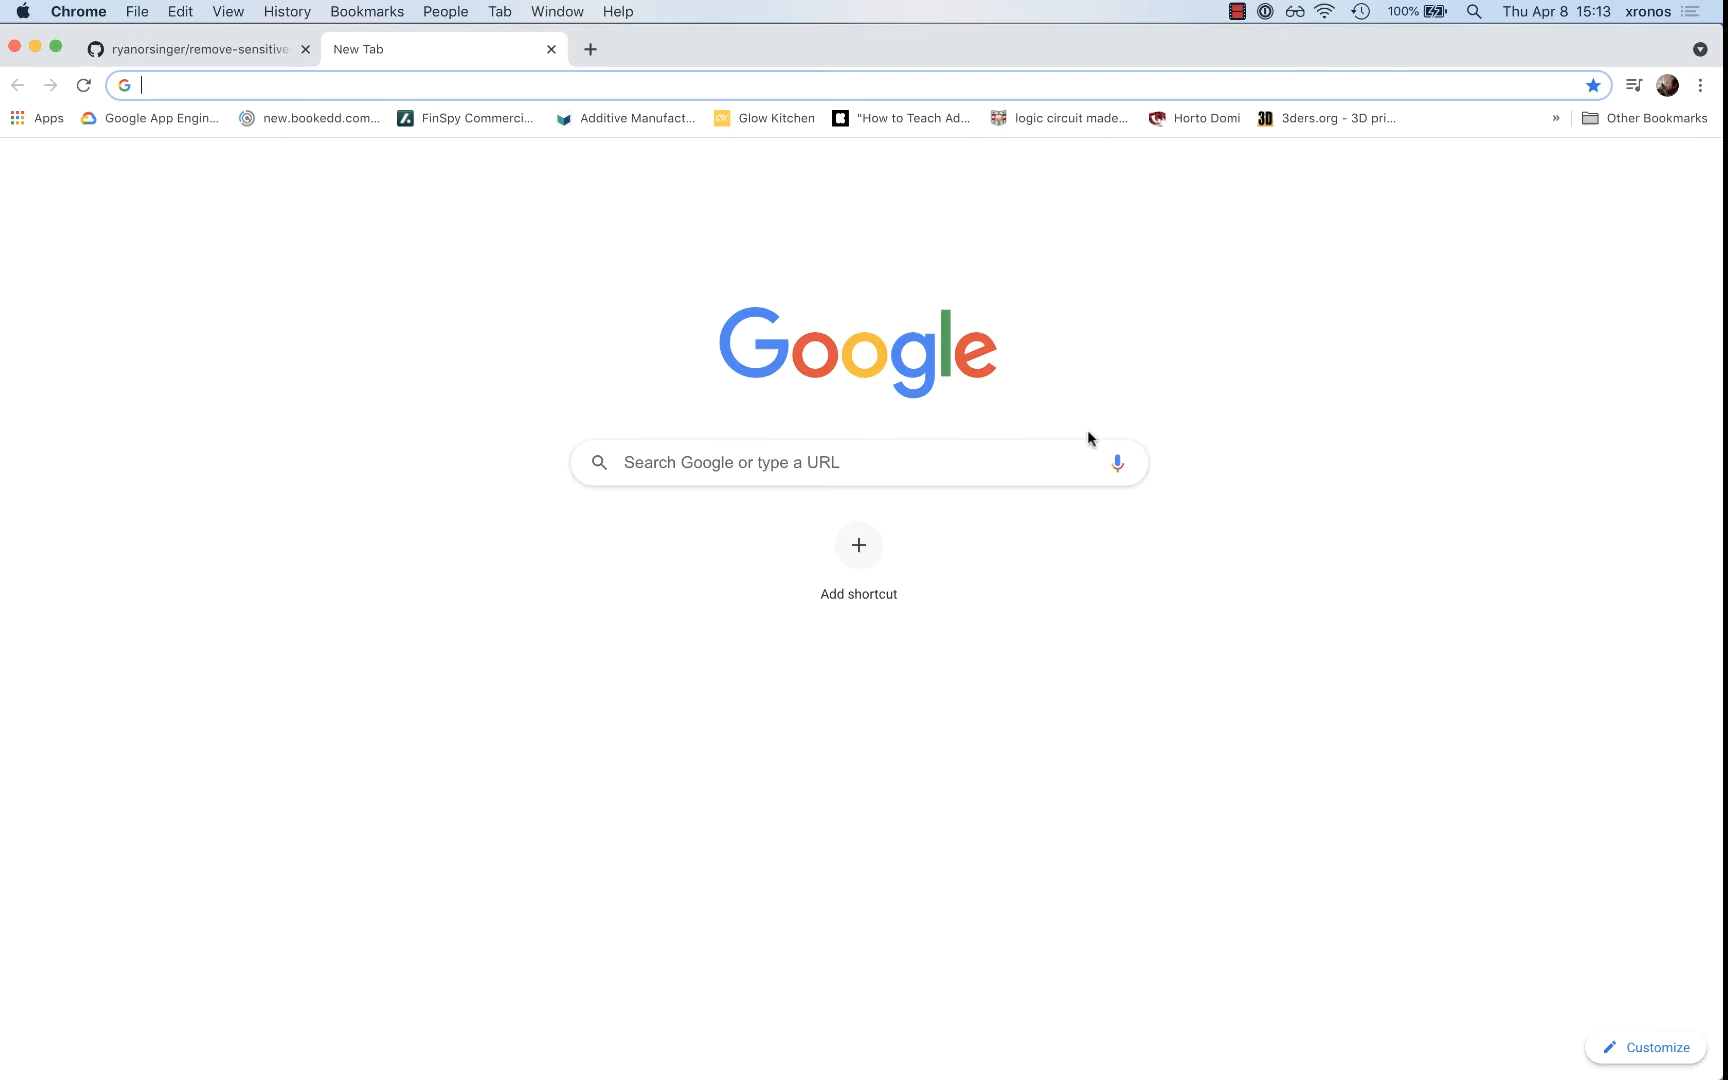 Chrome File Edit View History Bookmarks People Tab Window Help 100% Thu Apr 8 15:13 xronos
ryanorsinger/remove-sensitive New Tab
Apps Google App Engin... new.bookedd.com... FinSpy Commerci... Additive Manufact... Glow Kitchen "How to Teach Ad... logic circuit made... Horto Domi 3D 3ders.org - 3D pri... » Other Bookmarks
Google
Search Google or type a URL
Add shortcut
Customize